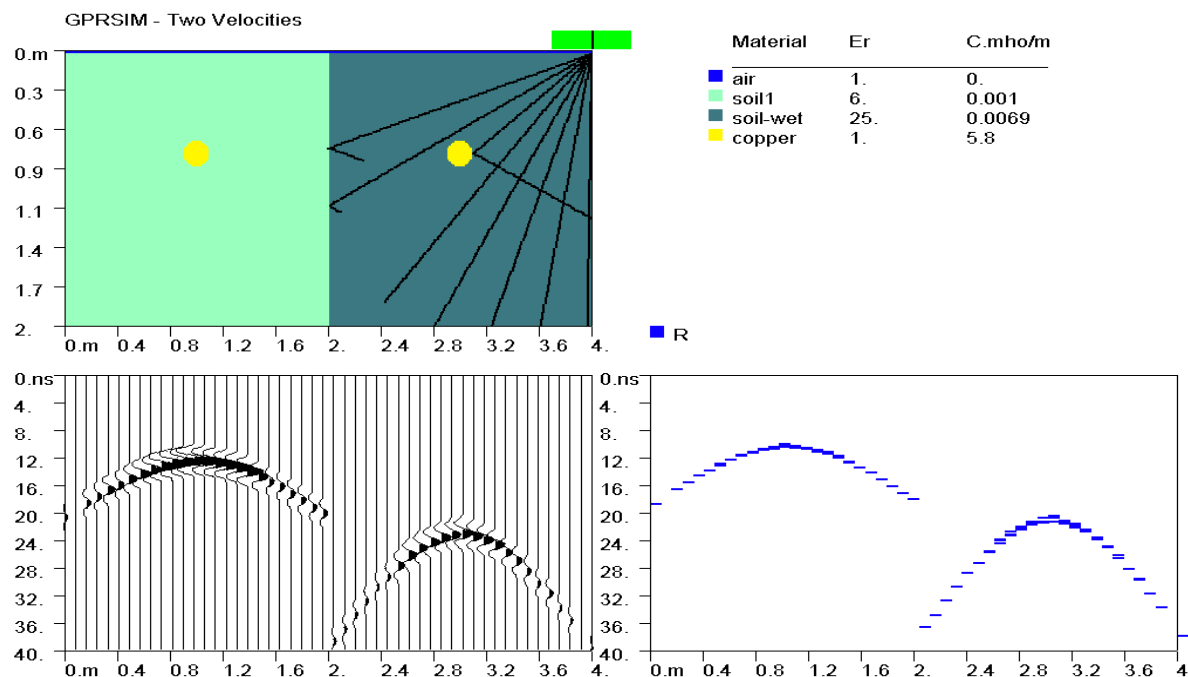 GPRSIM - Two Velocities
Material Er C.mho/m
air 1. 0.
soil1 6. 0.001
soil-wet 25. 0.0069
copper 1. 5.8
0.m
0.3
0.6
0.9
1.1
1.4
1.7
2.
0.m 0.4 0.8 1.2 1.6 2. 2.4 2.8 3.2 3.6 4.
R
0.ns
4.
8.
12.
16.
20.
24.
28.
32.
36.
40.
0.m 0.4 0.8 1.2 1.6 2. 2.4 2.8 3.2 3.6 4.
0.ns
4.
8.
12.
16.
20.
24.
28.
32.
36.
40.
0.m 0.4 0.8 1.2 1.6 2. 2.4 2.8 3.2 3.6 4